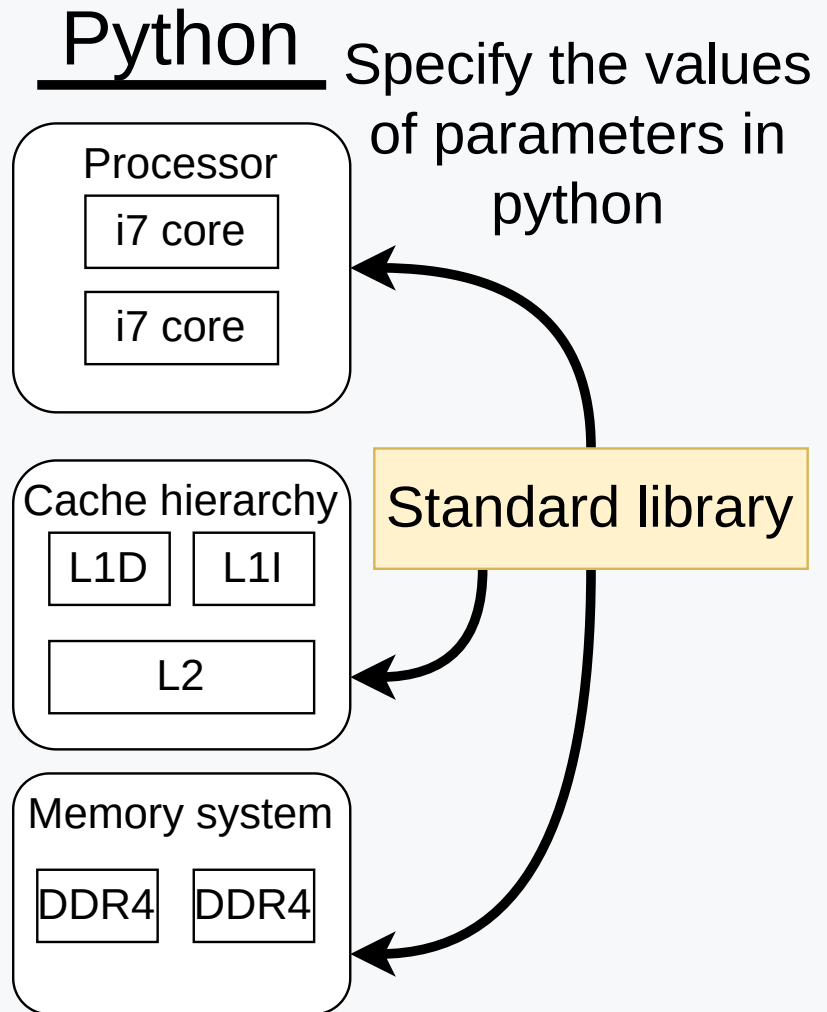 Python
Specify the values
of parameters in
python
Processor
i7 core
i7 core
Standard library
Cache hierarchy
L1D L1I
L2
Memory system
DDR4 DDR4